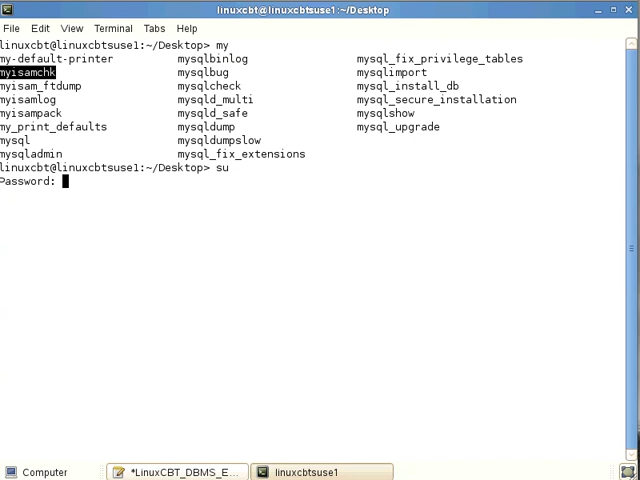 linuxcbt@linuxcbtsuse1:~/Desktop
File Edit View Terminal Tabs Help
linuxcbt@linuxcbtsuse1:~/Desktop> my
my-default-printer mysqlbinlog mysql_fix_privilege_tables
myisamchk mysqlbug mysqlimport
myisam_ftdump mysqlcheck mysql_install_db
myisamlog mysqld_multi mysql_secure_installation
myisampack mysqld_safe mysqlshow
my_print_defaults mysqldump mysql_upgrade
mysql mysqldumpslow
mysqladmin mysql_fix_extensions
linuxcbt@linuxcbtsuse1:~/Desktop> su
Password:
Computer *LinuxCBT_DBMS_E... linuxcbtsuse1